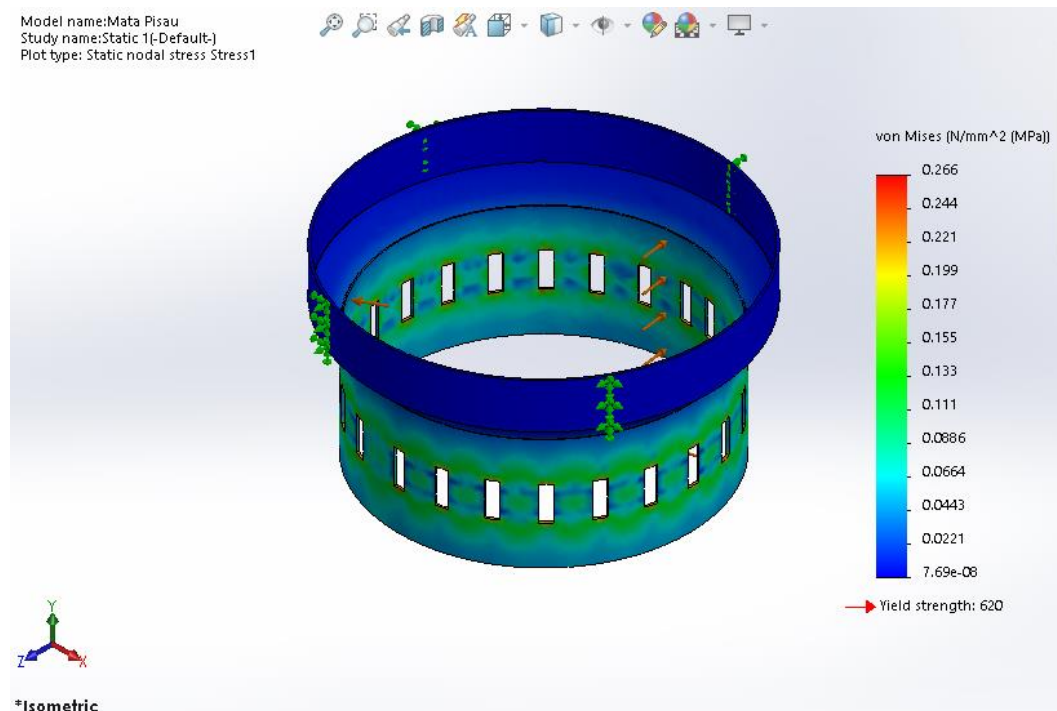 Model name:Mata Pisau
Study name:Static 1(-Default-)
Plot type: Static nodal stress Stress1
von Mises (N/mm^2 (MPa))
0.266
0.244
0.221
0.199
0.177
0.155
0.133
0.111
0.0886
0.0664
0.0443
0.0221
7.69e-08
Yield strength: 620
Y
Z
X
*Isometric